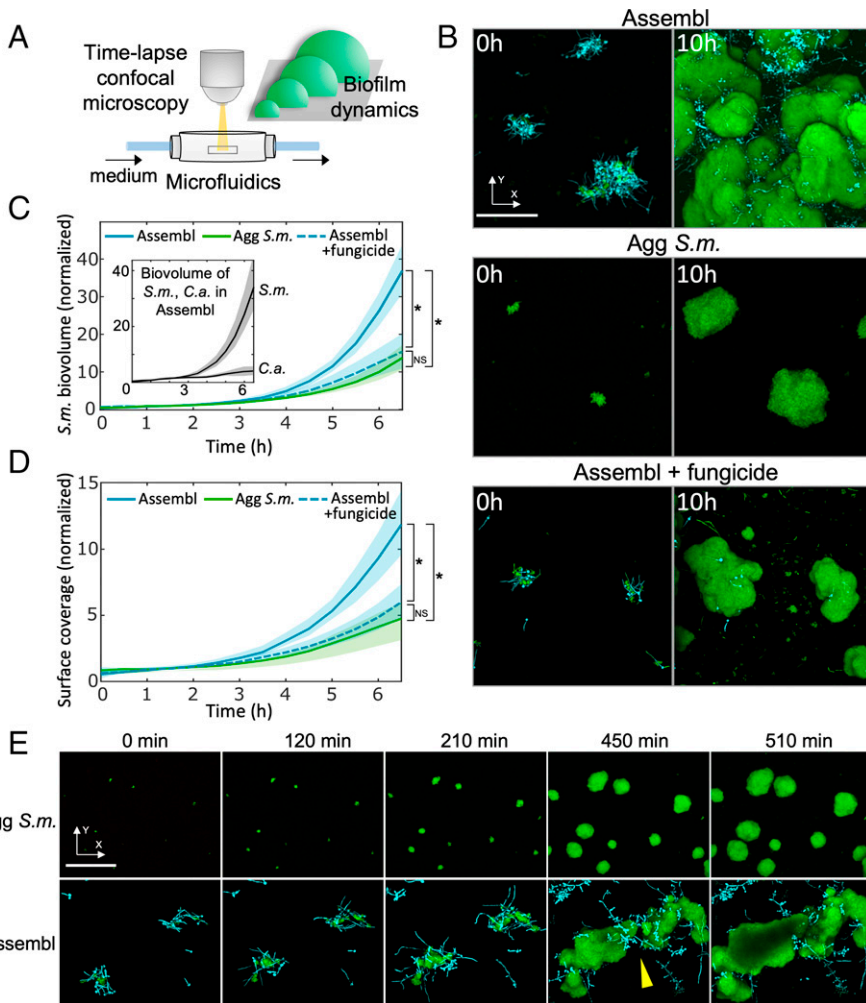 A
Time-lapse
confocal
microscopy
Biofilm
dynamics
medium
Microfluidics
B
Assembl
0h
10h
Y
X
Agg S.m.
0h
10h
Assembl + fungicide
0h
10h
C
S.m. biovolume (normalized)
40
30
20
10
0
Assembl
Agg S.m.
Assembl
+fungicide
Biovolume of
S.m., C.a. in
Assembl
40
20
0
3
6
S.m.
C.a.
*
*
NS
0 1 2 3 4 5 6
Time (h)
D
Surface coverage (normalized)
15
10
5
0
Assembl
Agg S.m.
Assembl
+fungicide
*
*
NS
0 1 2 3 4 5 6
Time (h)
E
0 min
120 min
210 min
450 min
510 min
gg S.m.
Y
X
ssembl